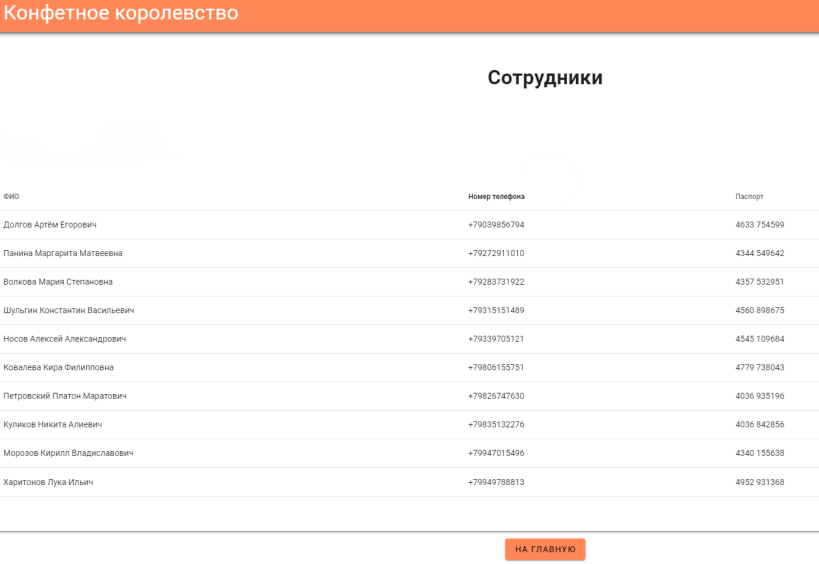 Конфетное королевство
Сотрудники
ФИО Номер телефона Паспорт
Долгов Артём Егорович +79039856794 4633 754599
Панина Маргарита Матвеевна +79272911010 4344 549642
Волкова Мария Степановна +79283731922 4357 532951
Шульгин Константин Васильевич +79315151489 4560 898675
Носов Алексей Александрович +79339705121 4545 109684
Ковалева Кира Филипповна +79806155751 4779 738043
Петровский Платон Маратович +79826747630 4036 935196
Куликов Никита Алиевич +79835132276 4036 842856
Морозов Кирилл Владиславович +79947015496 4340 155638
Харитонов Лука Ильич +79949788813 4952 931368
НА ГЛАВНУЮ